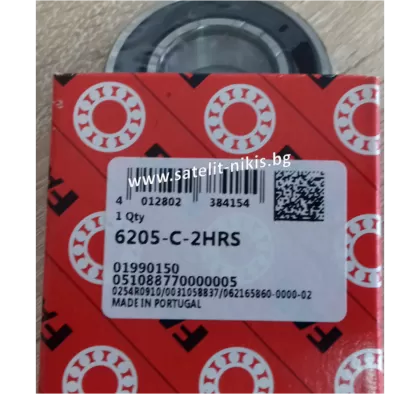 www.satelit-nikis.bg
4 012802 384154
1 Qty
6205-C-2HRS
01990150
051088770000005
0254R0910/0031058837/062165860-0000-02
MADE IN PORTUGAL